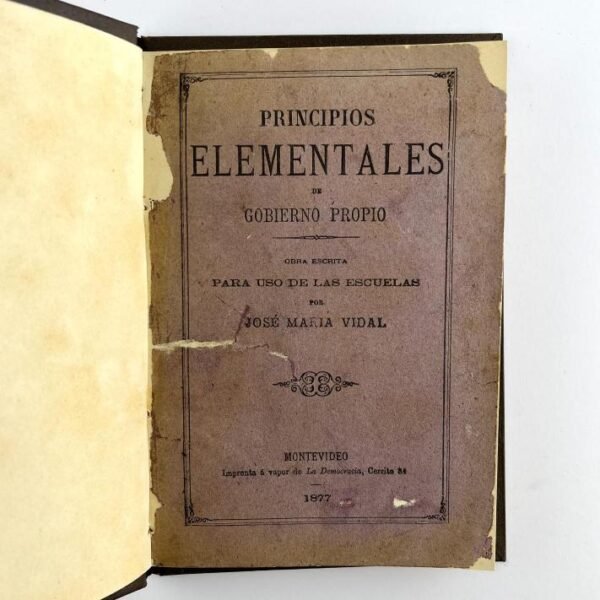 PRINCIPIOS
ELEMENTALES
DE
GOBIERNO PROPIO
OBRA ESCRITA
PARA USO DE LAS ESCUELAS
POR
JOSÉ MARIA VIDAL
MONTEVIDEO
Imprenta á vapor de La Democracia, Cerrito 84
1877